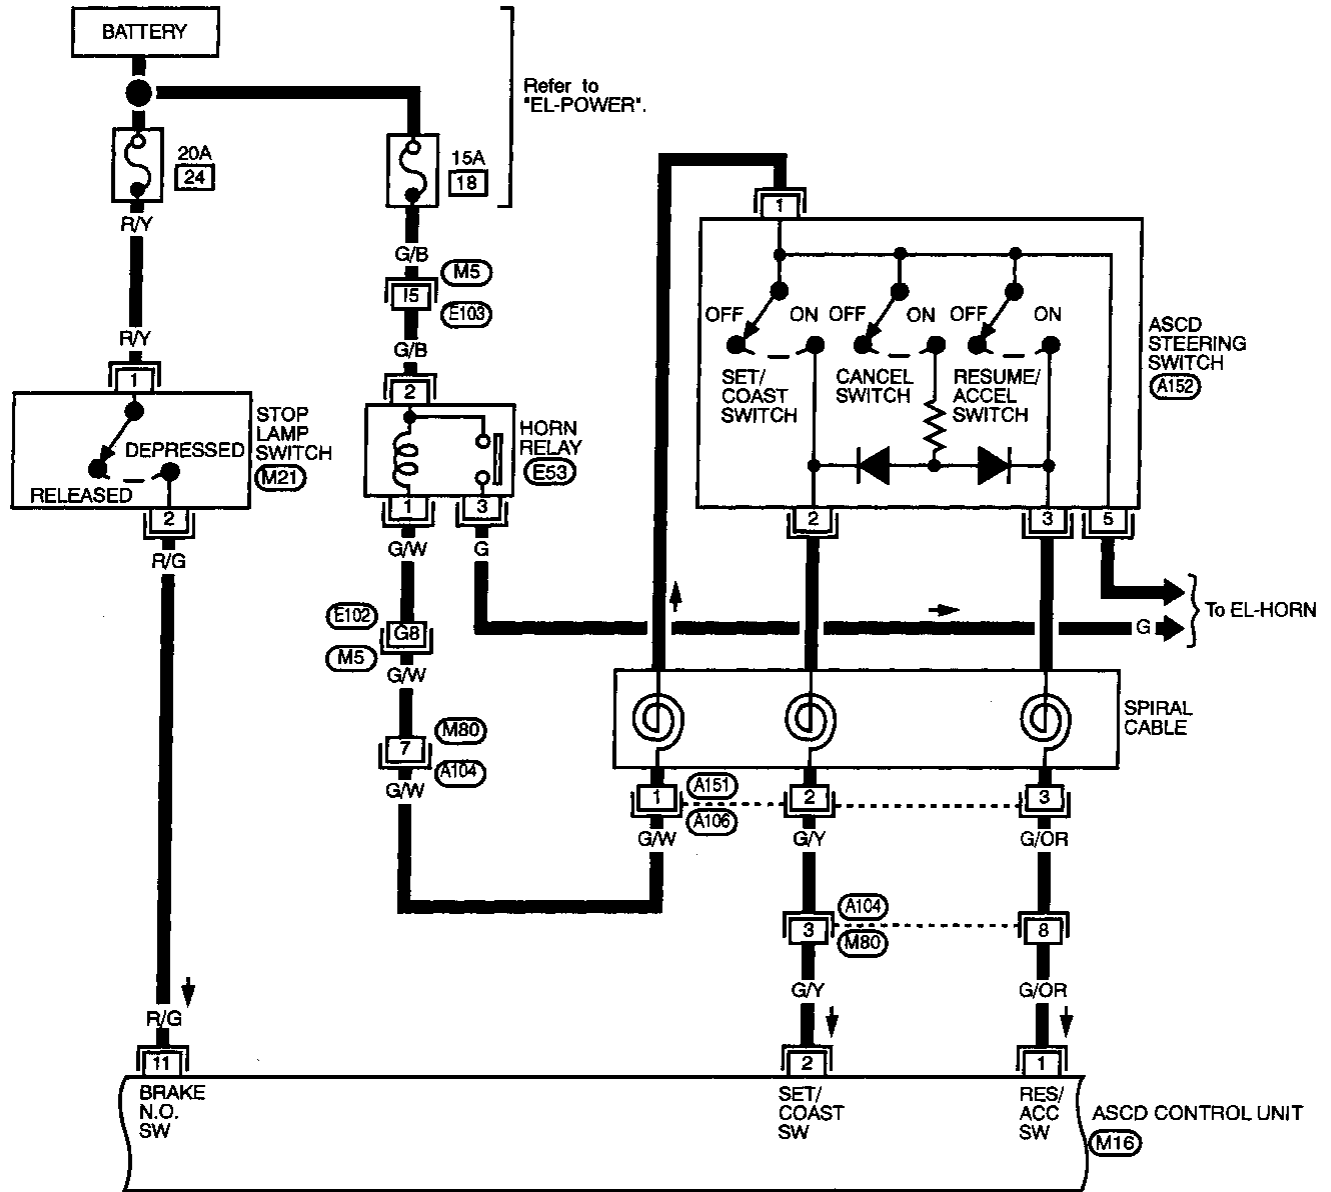 BATTERY
Refer to
"EL-POWER".
20A
24
15A
18
R/Y
G/B
M5
15
E103
R/Y
G/B
1
2
1
STOP
LAMP
SWITCH
M21
DEPRESSED
RELEASED
2
R/G
HORN
RELAY
E53
1
3
G/W
G
OFF
ON
OFF
ON
OFF
ON
SET/
COAST
SWITCH
CANCEL
SWITCH
RESUME/
ACCEL
SWITCH
ASCD
STEERING
SWITCH
A152
2
3
5
E102
G8
M5
G/W
To EL-HORN
G
M80
7
A104
G/W
SPIRAL
CABLE
1
A151
A106
2
3
G/W
G/Y
G/OR
A104
3
M80
8
G/Y
G/OR
R/G
11
2
1
BRAKE
N.O.
SW
SET/
COAST
SW
RES/
ACC
SW
ASCD CONTROL UNIT
M16